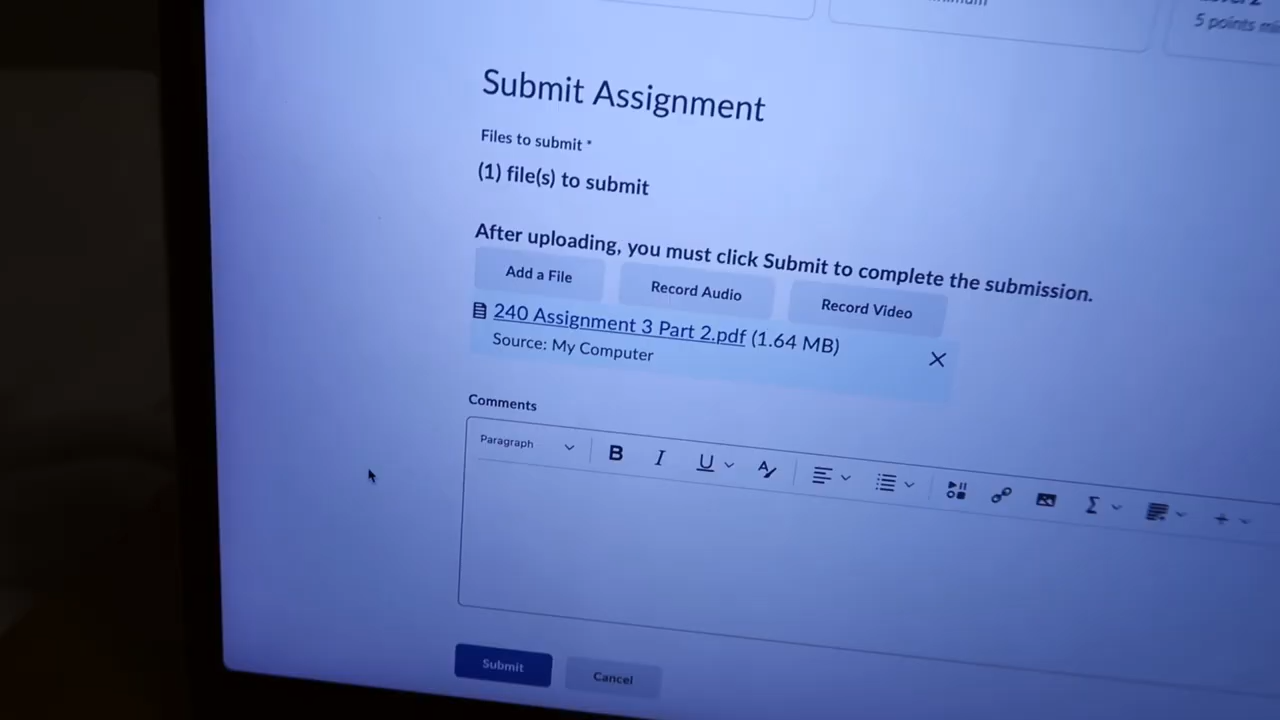 5 points
Submit Assignment
Files to submit *
(1) file(s) to submit
After uploading, you must click Submit to complete the submission.
Add a File
Record Audio
Record Video
240 Assignment 3 Part 2.pdf (1.64 MB)
Source: My Computer
Comments
Paragraph
B I U A
Submit
Cancel